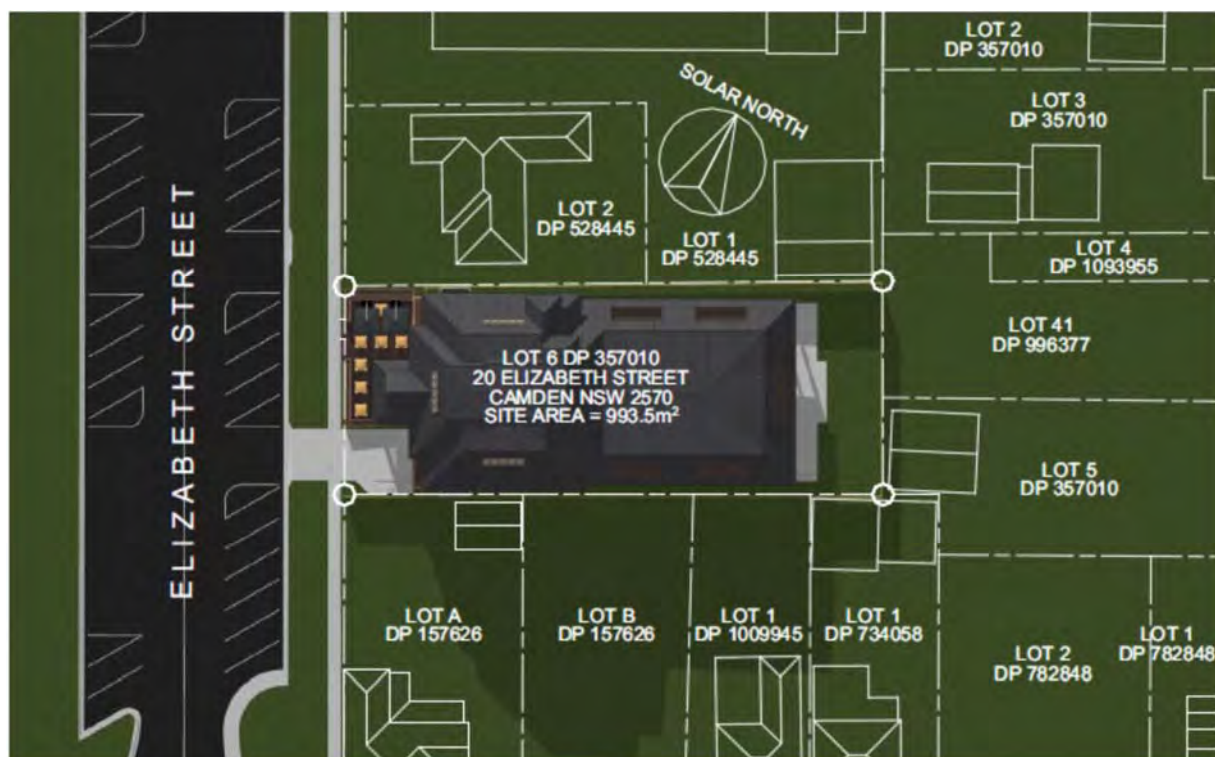 LOT 2
DP 357010
SOLAR NORTH
LOT 3
DP 357010
ELIZABETH STREET
LOT 2
DP 528445
LOT 1
DP 528445
LOT 4
DP 1093955
LOT 41
DP 996377
LOT 6 DP 357010
20 ELIZABETH STREET
CAMDEN NSW 2570
SITE AREA = 993.5m²
LOT 5
DP 357010
LOT A
DP 157626
LOT B
DP 157626
LOT 1
DP 1009945
LOT 1
DP 734058
LOT 2
DP 782848
LOT 1
DP 782848